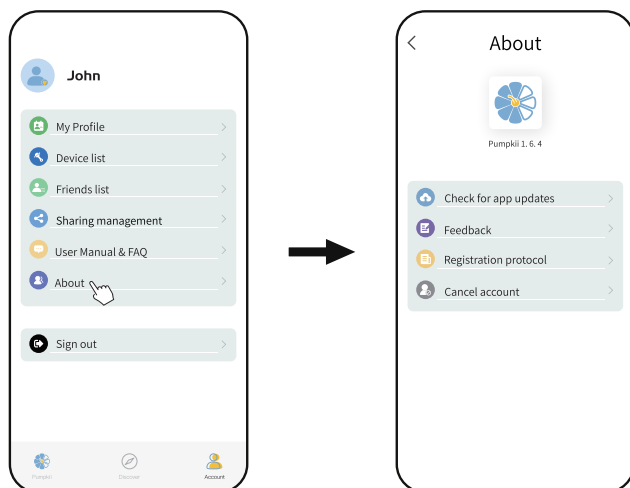 John
My Profile
Device list
Friends list
Sharing management
User Manual & FAQ
About
Sign out
Pumpkii
Discover
Account
About
Pumpkii 1. 6. 4
Check for app updates
Feedback
Registration protocol
Cancel account